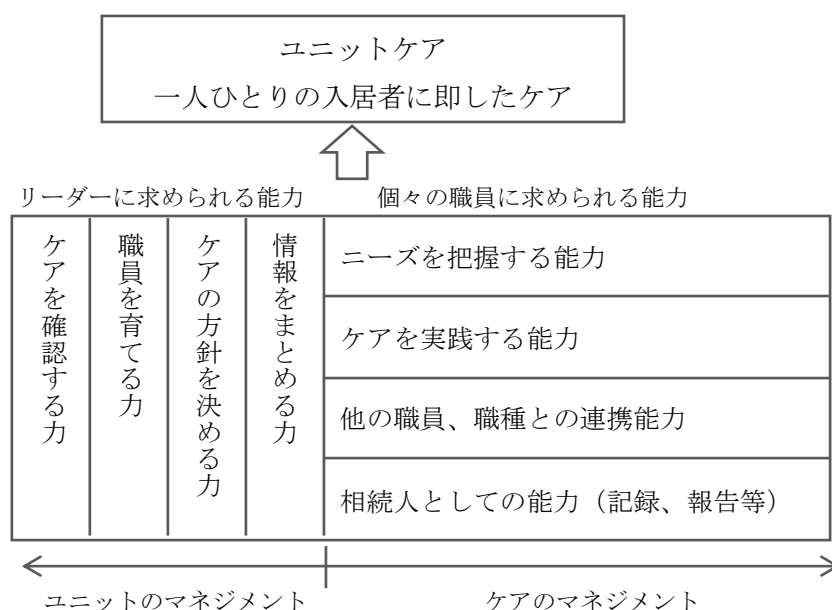 ユニットケア
一人ひとりの入居者に即したケア
リーダーに求められる能力
個々の職員に求められる能力
ケアを確認する力
職員を育てる力
ケアの方針を決める力
情報をまとめる力
ニーズを把握する能力
ケアを実践する能力
他の職員、職種との連携能力
相続人としての能力（記録、報告等）
ユニットのマネジメント
ケアのマネジメント